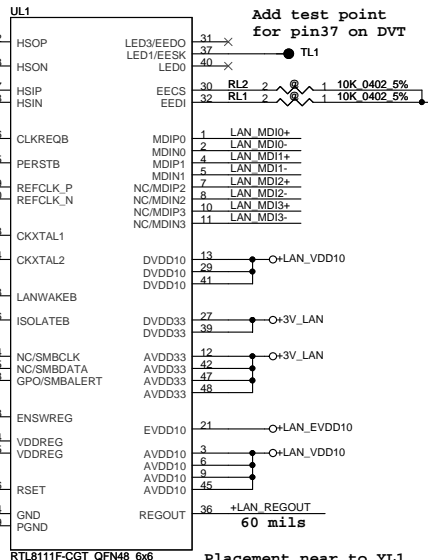 UL1
Add test point
for pin37 on DVT
HSOP LED3/EEDO 31
LED1/EESK 37 TL1
HSON LED0 40
HSIP EECS 30 RL2 2 @ 1 10K_0402_5%
HSIN EEDI 32 RL1 2 @ 1 10K_0402_5%
CLKREQB MDIP0 1 LAN_MDI0+
MDIN0 2 LAN_MDI0-
PERSTB MDIP1 4 LAN_MDI1+
MDIN1 5 LAN_MDI1-
REFCLK_P NC/MDIP2 7 LAN_MDI2+
REFCLK_N NC/MDIN2 8 LAN_MDI2-
NC/MDIP3 10 LAN_MDI3+
NC/MDIN3 11 LAN_MDI3-
CKXTAL1
CKXTAL2 DVDD10 13 +LAN_VDD10
DVDD10 29
DVDD10 41
LANWAKEB
ISOLATEB DVDD33 27 +3V_LAN
DVDD33 39
NC/SMBCLK AVDD33 12 +3V_LAN
NC/SMBDATA AVDD33 42
GPO/SMBALERT AVDD33 47
AVDD33 48
ENSWREG
EVDD10 21 +LAN_EVDD10
VDDREG
VDDREG AVDD10 3 +LAN_VDD10
AVDD10 6
AVDD10 9
RSET AVDD10 45
GND REGOUT 36 +LAN_REGOUT
PGND 60 mils
RTL8111F-CGT QFN48 6x6
Placement near to YL1